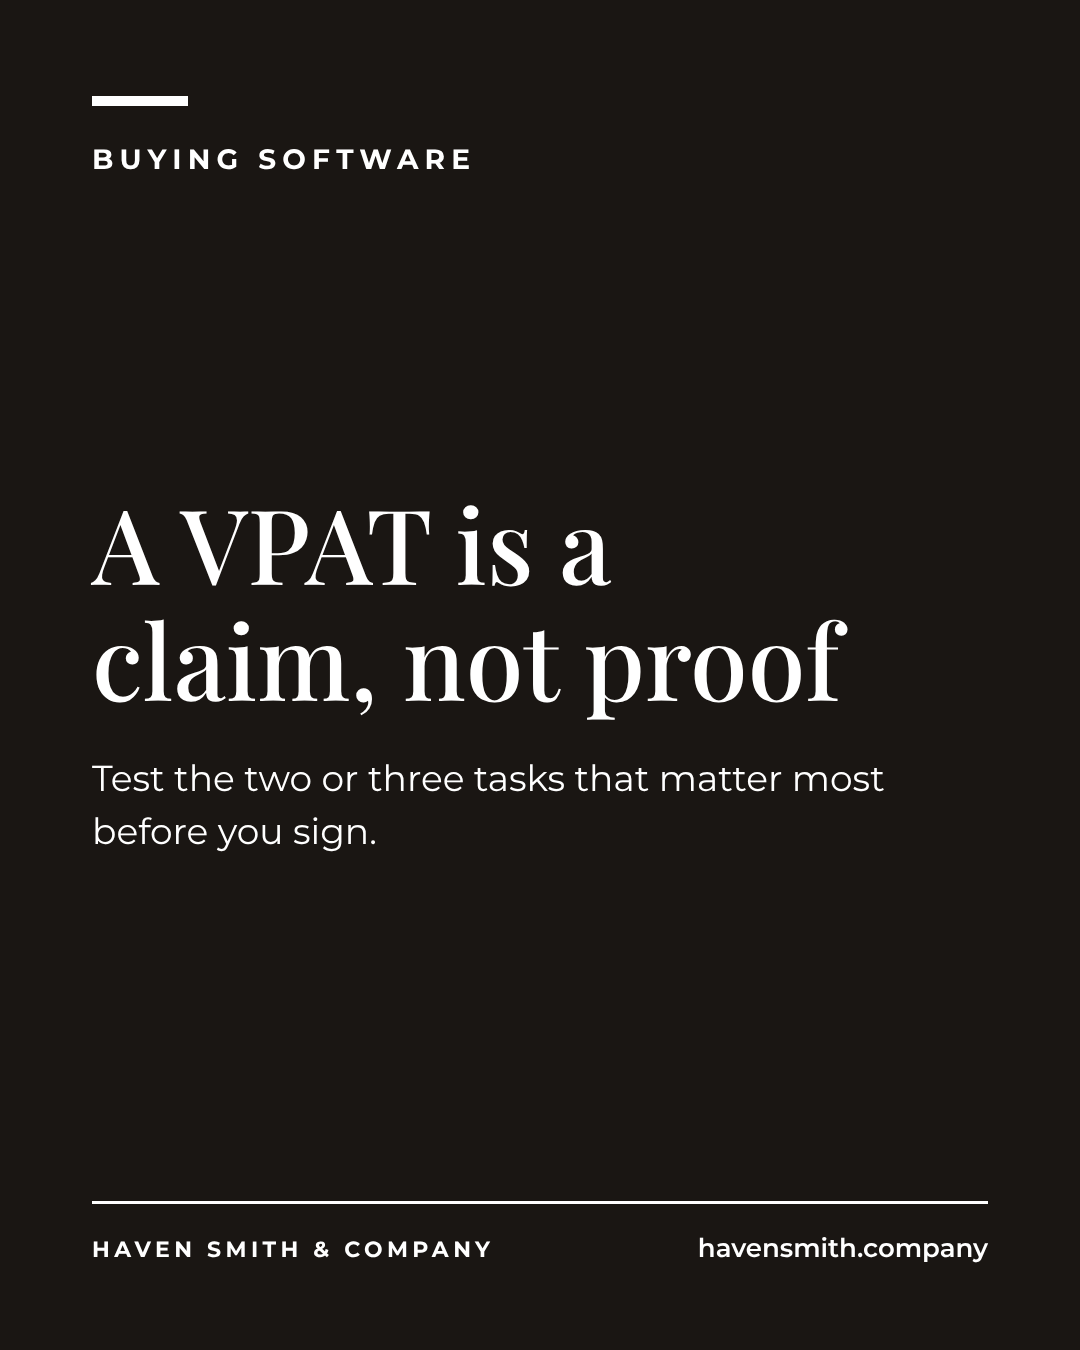 BUYING SOFTWARE
A VPAT is a
claim, not proof
Test the two or three tasks that matter most
before you sign.
HAVEN SMITH & COMPANY
havensmith.company